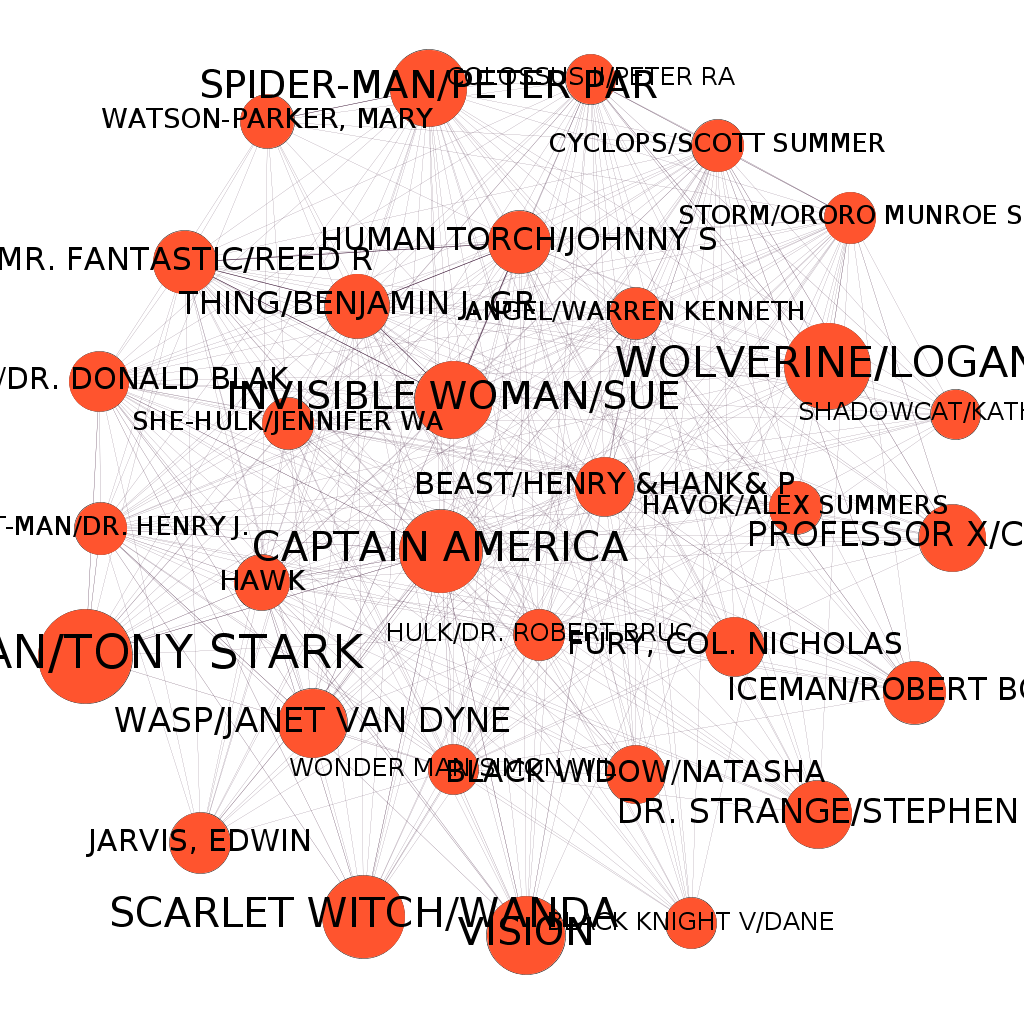 SPIDER-MAN/PETER PAR
COLOSSUS II/PETER RA
WATSON-PARKER, MARY
CYCLOPS/SCOTT SUMMER
STORM/ORORO MUNROE S
HUMAN TORCH/JOHNNY S
MR. FANTASTIC/REED R
THING/BENJAMIN J. GR
ANGEL/WARREN KENNETH
WOLVERINE/LOGAN
/DR. DONALD BLAK
INVISIBLE WOMAN/SUE
SHADOWCAT/KATH
SHE-HULK/JENNIFER WA
BEAST/HENRY &HANK& P
HAVOK/ALEX SUMMERS
T-MAN/DR. HENRY J.
PROFESSOR X/C
CAPTAIN AMERICA
HAWK
HULK/DR. ROBERT BRUC
FURY, COL. NICHOLAS
AN/TONY STARK
ICEMAN/ROBERT BO
WASP/JANET VAN DYNE
WONDER MAN/SIMON WIL
BLACK WIDOW/NATASHA
DR. STRANGE/STEPHEN
JARVIS, EDWIN
SCARLET WITCH/WANDA
VISION
BLACK KNIGHT V/DANE